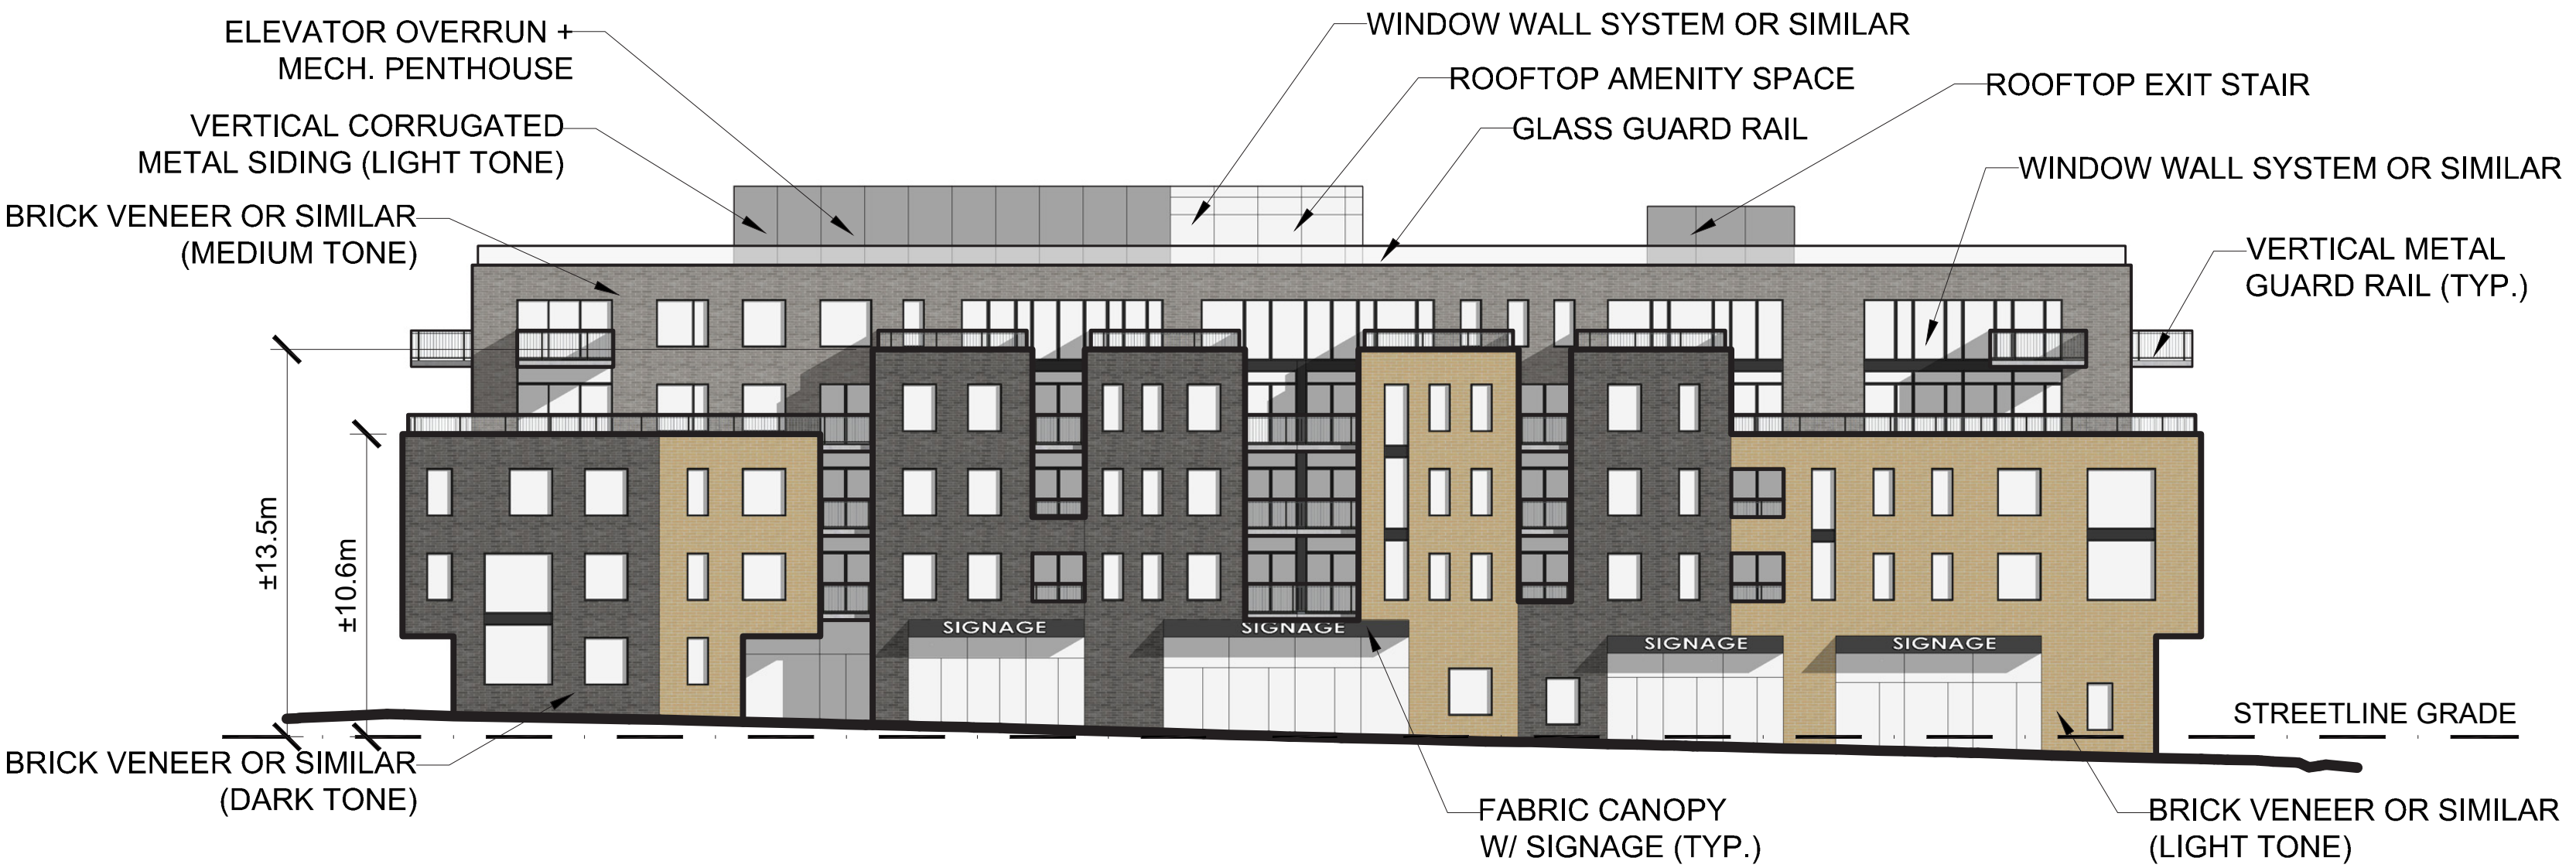 ELEVATOR OVERRUN +
MECH. PENTHOUSE
WINDOW WALL SYSTEM OR SIMILAR
ROOFTOP AMENITY SPACE
ROOFTOP EXIT STAIR
VERTICAL CORRUGATED
METAL SIDING (LIGHT TONE)
GLASS GUARD RAIL
WINDOW WALL SYSTEM OR SIMILAR
BRICK VENEER OR SIMILAR
(MEDIUM TONE)
VERTICAL METAL
GUARD RAIL (TYP.)
±13.5m
±10.6m
SIGNAGE
SIGNAGE
SIGNAGE
SIGNAGE
STREETLINE GRADE
BRICK VENEER OR SIMILAR
(DARK TONE)
FABRIC CANOPY
W/ SIGNAGE (TYP.)
BRICK VENEER OR SIMILAR
(LIGHT TONE)